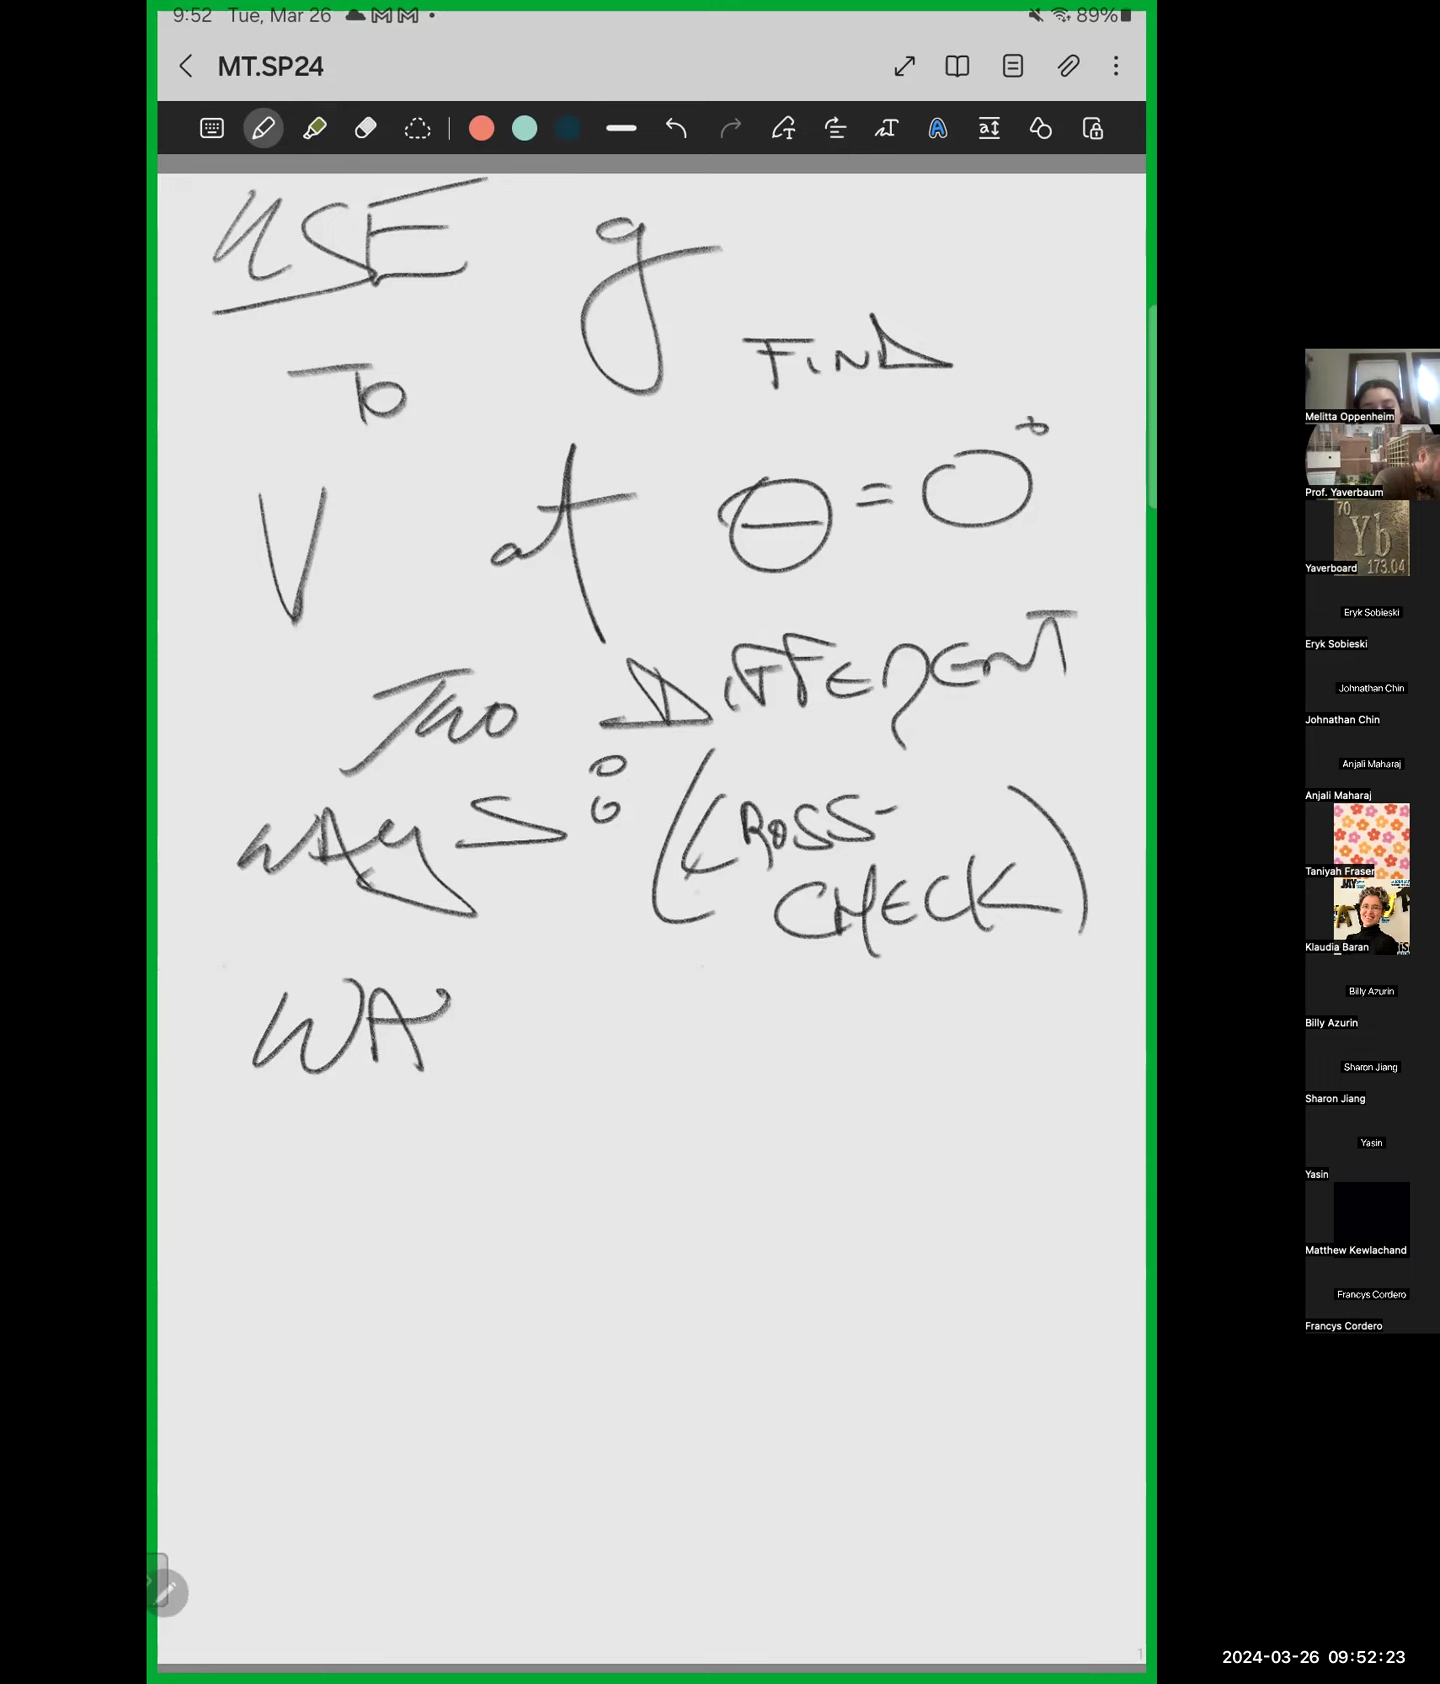 9:52 Tue, Mar 26
89%
MT.SP24
USE g
TO FIND
V at θ = 0°
TWO DIFFERENT
WAYS: (CROSS-
CHECK)
WA
1
Melitta Oppenheim
Prof. Yaverbaum
70
Yb
173.04
Yaverboard
Eryk Sobieski
Eryk Sobieski
Johnathan Chin
Johnathan Chin
Anjali Maharaj
Anjali Maharaj
Taniyah Fraser
JAY
Klaudia Baran
Billy Azurin
Billy Azurin
Sharon Jiang
Sharon Jiang
Yasin
Yasin
Matthew Kewlachand
Francys Cordero
Francys Cordero
2024-03-26 09:52:23